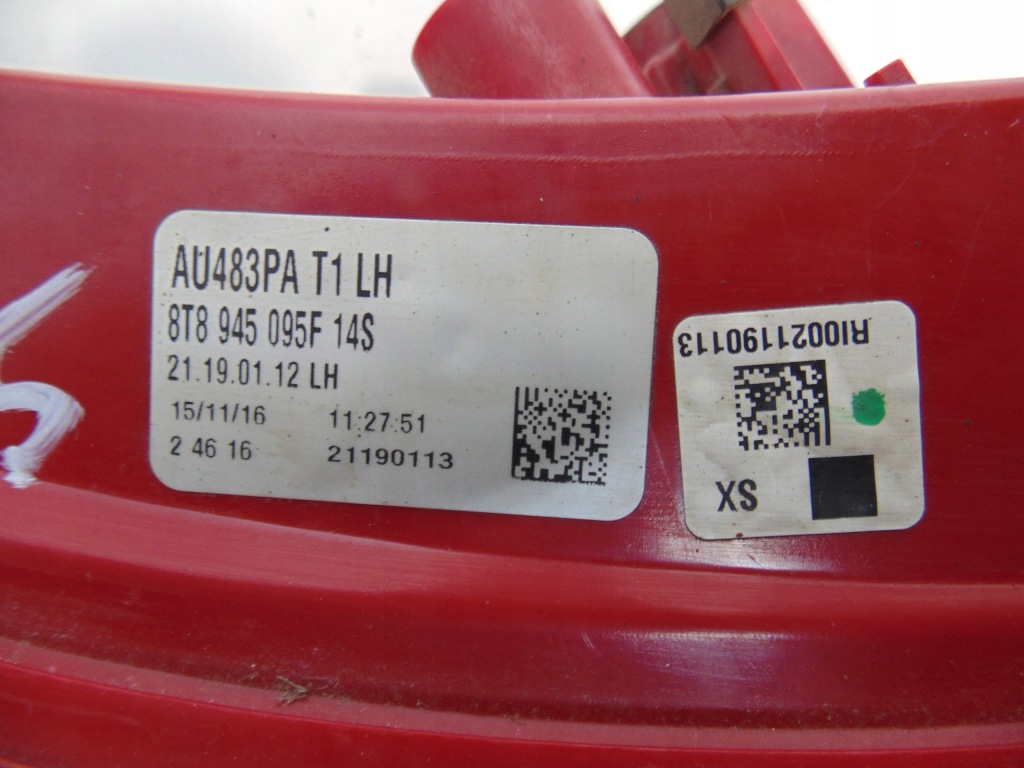 AU483PA T1 LH
8T8 945 095F 14S
21.19.01.12 LH
15/11/16 11:27:51
2 46 16 21190113
RI0021190113
SX